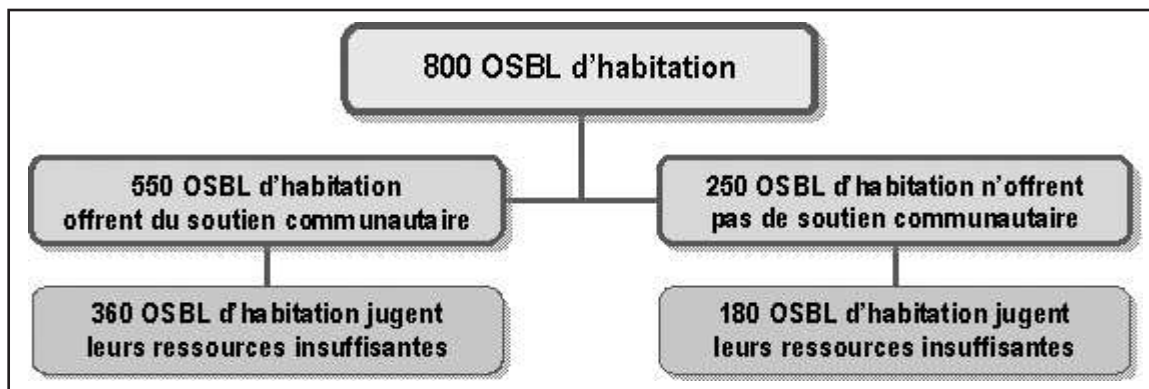 800 OSBL d'habitation
550 OSBL d'habitation
offrent du soutien communautaire
250 OSBL d'habitation n'offrent
pas de soutien communautaire
360 OSBL d'habitation jugent
leurs ressources insuffisantes
180 OSBL d'habitation jugent
leurs ressources insuffisantes